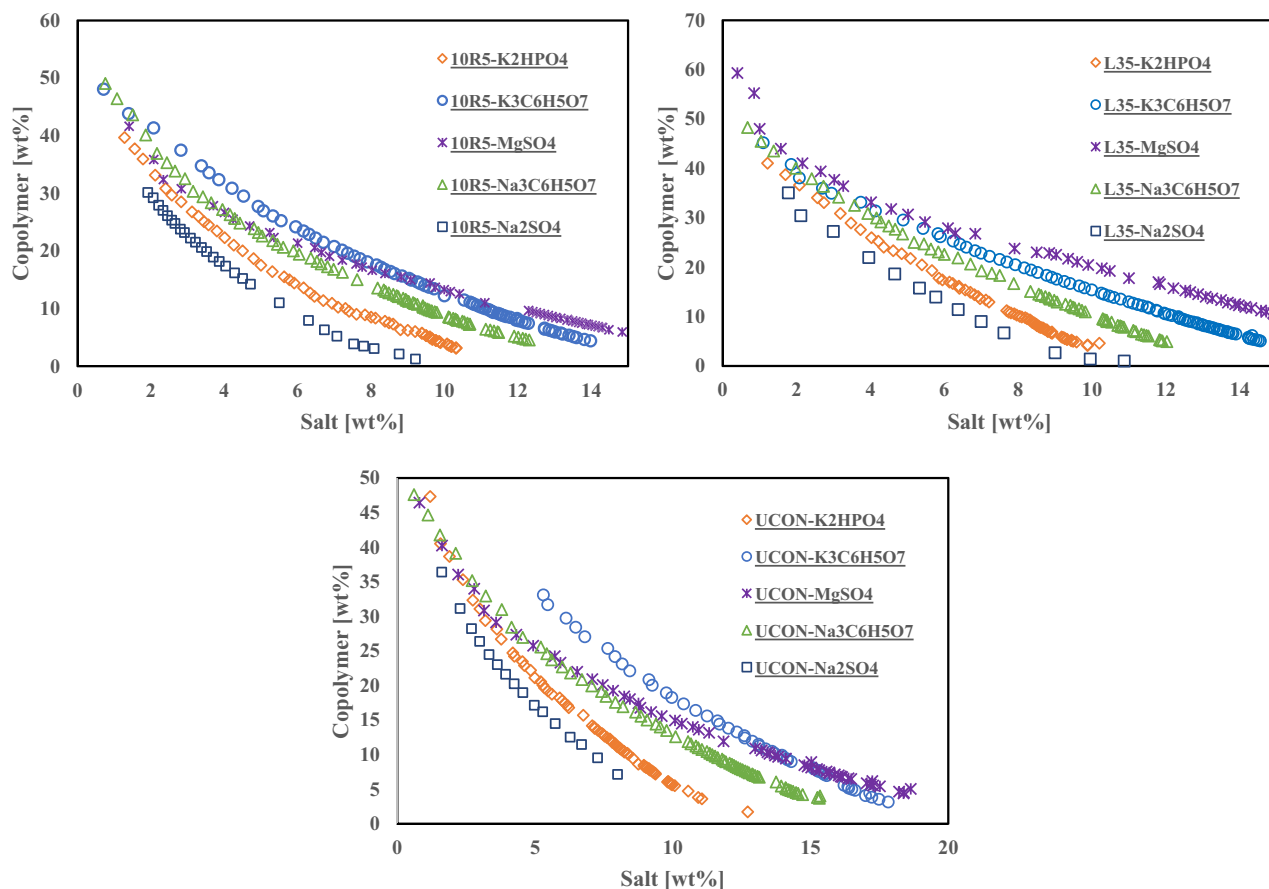 60
50
40
30
20
10
0
Copolymer [wt%]
10R5-K2HPO4
10R5-K3C6H5O7
10R5-MgSO4
10R5-Na3C6H5O7
10R5-Na2SO4
0 2 4 6 8 10 12 14
Salt [wt%]
70
60
50
40
30
20
10
0
Copolymer [wt%]
L35-K2HPO4
L35-K3C6H5O7
L35-MgSO4
L35-Na3C6H5O7
L35-Na2SO4
0 2 4 6 8 10 12 14
Salt [wt%]
50
45
40
35
30
25
20
15
10
5
0
Copolymer [wt%]
UCON-K2HPO4
UCON-K3C6H5O7
UCON-MgSO4
UCON-Na3C6H5O7
UCON-Na2SO4
0 5 10 15 20
Salt [wt%]